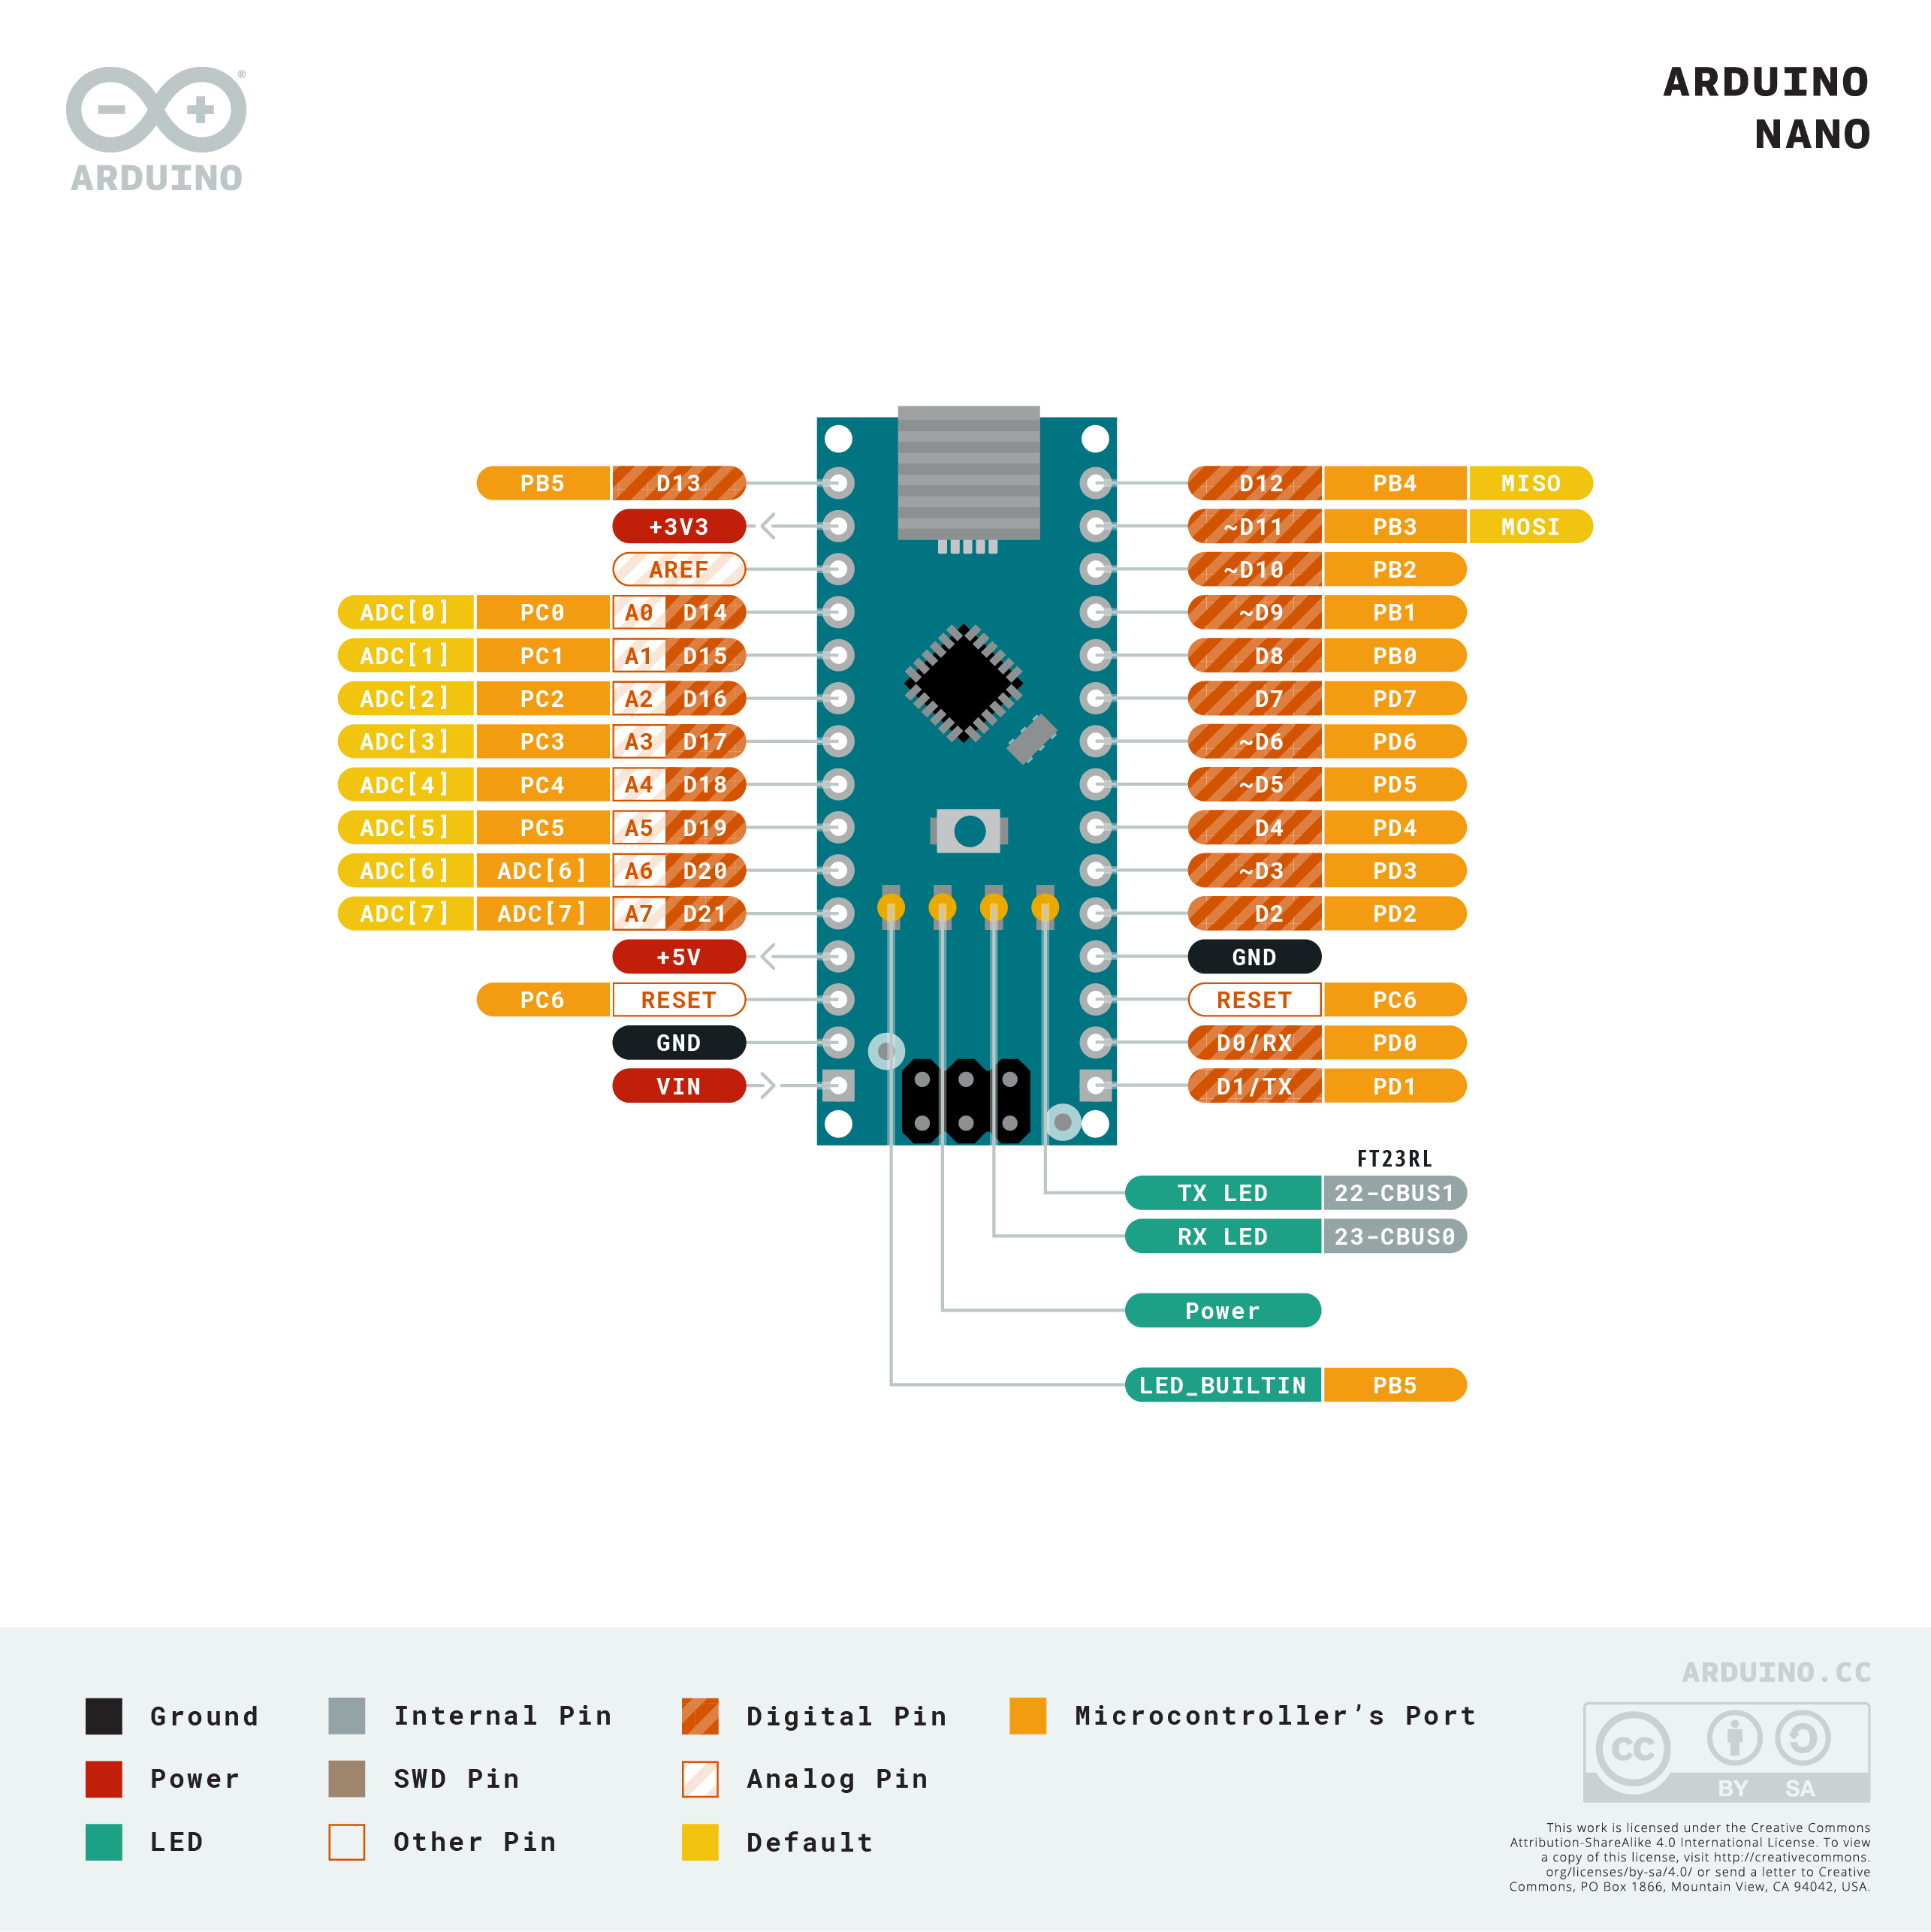 ARDUINO
NANO
®
ARDUINO
PB5 D13
+3V3
AREF
ADC[0] PC0 A0 D14
ADC[1] PC1 A1 D15
ADC[2] PC2 A2 D16
ADC[3] PC3 A3 D17
ADC[4] PC4 A4 D18
ADC[5] PC5 A5 D19
ADC[6] ADC[6] A6 D20
ADC[7] ADC[7] A7 D21
+5V
PC6 RESET
GND
VIN
D12 PB4 MISO
~D11 PB3 MOSI
~D10 PB2
~D9 PB1
D8 PB0
D7 PD7
~D6 PD6
~D5 PD5
D4 PD4
~D3 PD3
D2 PD2
GND
RESET PC6
D0/RX PD0
D1/TX PD1
FT23RL
TX LED 22-CBUS1
RX LED 23-CBUS0
Power
LED_BUILTIN PB5
Ground
Power
LED
Internal Pin
SWD Pin
Other Pin
Digital Pin
Analog Pin
Default
Microcontroller's Port
ARDUINO.CC
CC
BY SA
This work is licensed under the Creative Commons
Attribution-ShareAlike 4.0 International License. To view
a copy of this license, visit http://creativecommons.
org/licenses/by-sa/4.0/ or send a letter to Creative
Commons, PO Box 1866, Mountain View, CA 94042, USA.